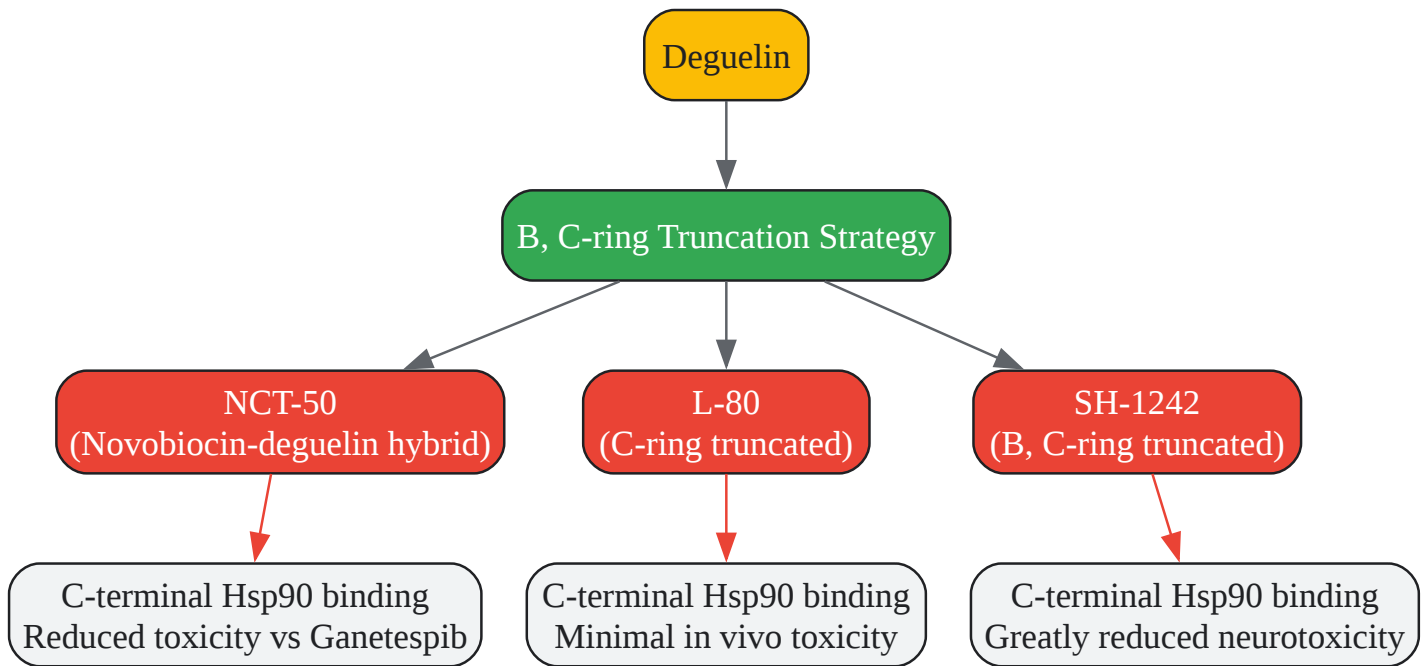 Deguelin
B, C-ring Truncation Strategy
NCT-50
(Novobiocin-deguelin hybrid)
L-80
(C-ring truncated)
SH-1242
(B, C-ring truncated)
C-terminal Hsp90 binding
Reduced toxicity vs Ganetespib
C-terminal Hsp90 binding
Minimal in vivo toxicity
C-terminal Hsp90 binding
Greatly reduced neurotoxicity